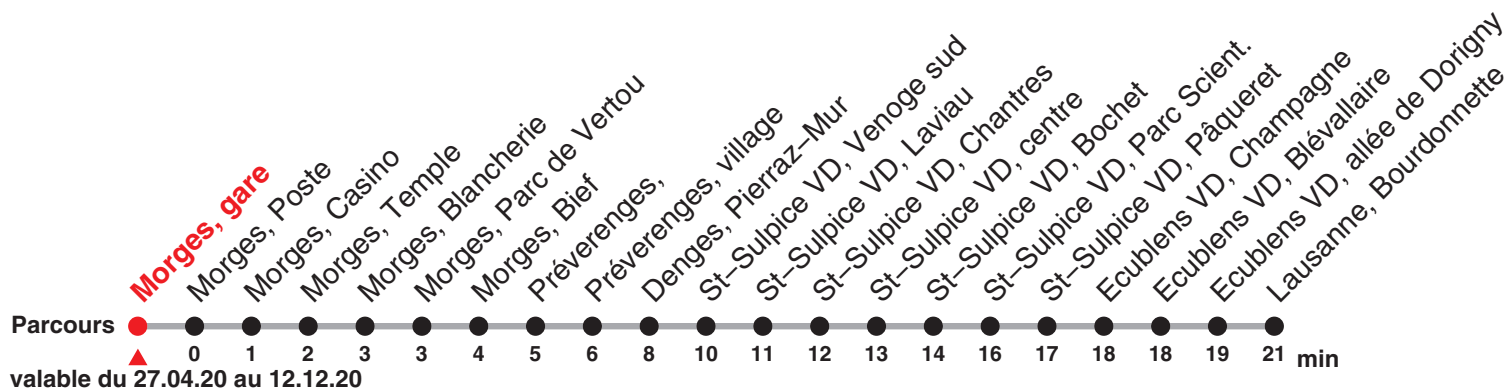 Morges, gare
Morges, Poste
Morges, Casino
Morges, Temple
Morges, Blancherie
Morges, Parc de Vertou
Morges, Bief
Préverenges,
Préverenges, village
Denges, Pierraz–Mur
St–Sulpice VD, Venoge sud
St–Sulpice VD, Laviau
St–Sulpice VD, Chantres
St–Sulpice VD, centre
St–Sulpice VD, Bochet
St–Sulpice VD, Parc Scient.
St–Sulpice VD, Pâqueret
Ecublens VD, Champagne
Ecublens VD, Blévallaire
Ecublens VD, allée de Dorigny
Lausanne, Bourdonnette
Parcours
0 1 2 3 3 4 5 6 8 10 11 12 13 14 16 17 18 18 19 21 min
valable du 27.04.20 au 12.12.20